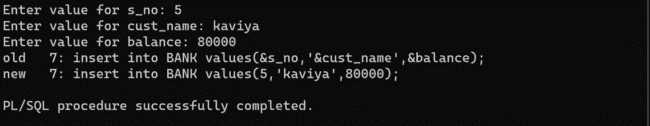 Enter value for s_no: 5
Enter value for cust_name: kaviya
Enter value for balance: 80000
old   7: insert into BANK values(&s_no,'&cust_name',&balance);
new   7: insert into BANK values(5,'kaviya',80000);
PL/SQL procedure successfully completed.